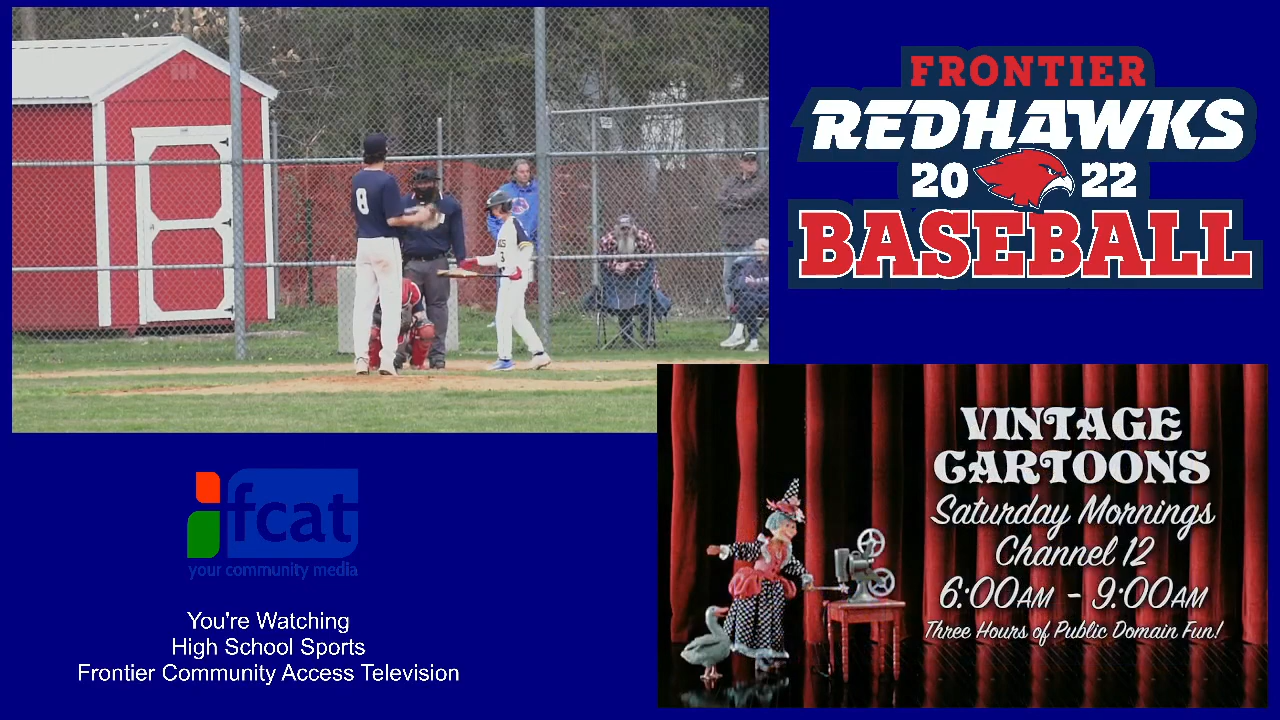 8
3
FRONTIER
REDHAWKS
20 22
BASEBALL
fcat
your community media
You're Watching
High School Sports
Frontier Community Access Television
VINTAGE
CARTOONS
Saturday Mornings
Channel 12
6:00AM - 9:00AM
Three Hours of Public Domain Fun!